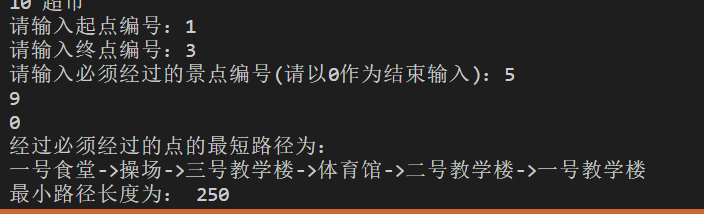 10 超市
请输入起点编号：1
请输入终点编号：3
请输入必须经过的景点编号(请以0作为结束输入)：5
9
0
经过必须经过的点的最短路径为：
一号食堂->操场->三号教学楼->体育馆->二号教学楼->一号教学楼
最小路径长度为： 250